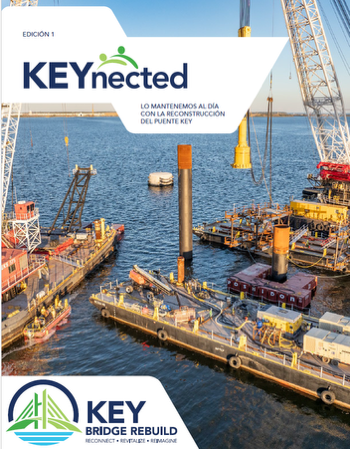 EDICIÓN 1
KEYnected
LO MANTENEMOS AL DÍA
CON LA RECONSTRUCCIÓN
DEL PUENTE KEY
KEY
BRIDGE REBUILD
RECONNECT • REVITALIZE • REIMAGINE